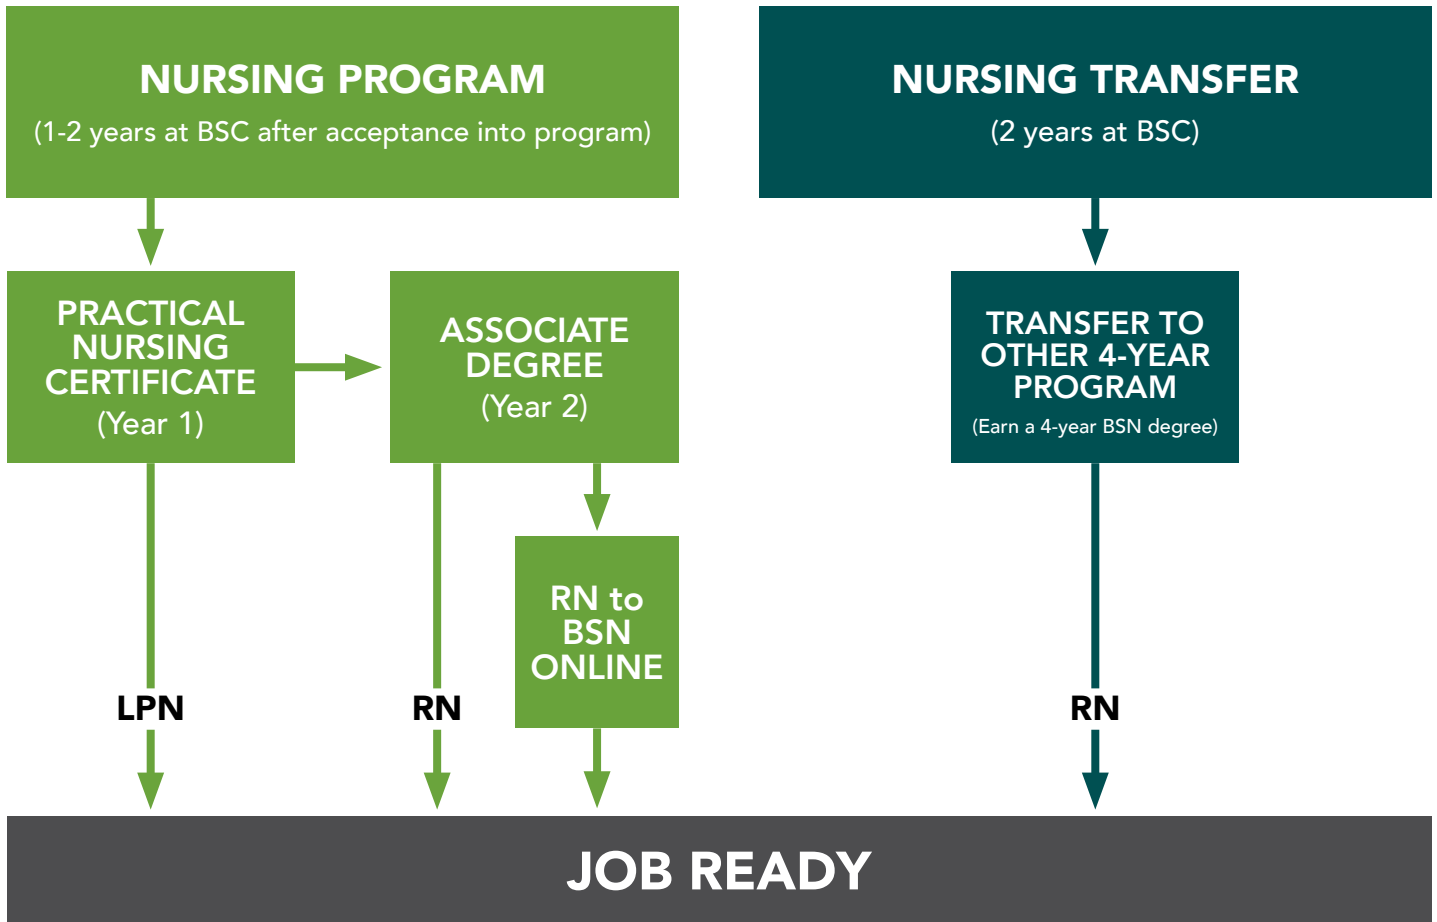 NURSING PROGRAM
(1-2 years at BSC after acceptance into program)
NURSING TRANSFER
(2 years at BSC)
PRACTICAL
NURSING
CERTIFICATE
(Year 1)
ASSOCIATE
DEGREE
(Year 2)
TRANSFER TO
OTHER 4-YEAR
PROGRAM
(Earn a 4-year BSN degree)
RN to
BSN
ONLINE
LPN
RN
RN
JOB READY